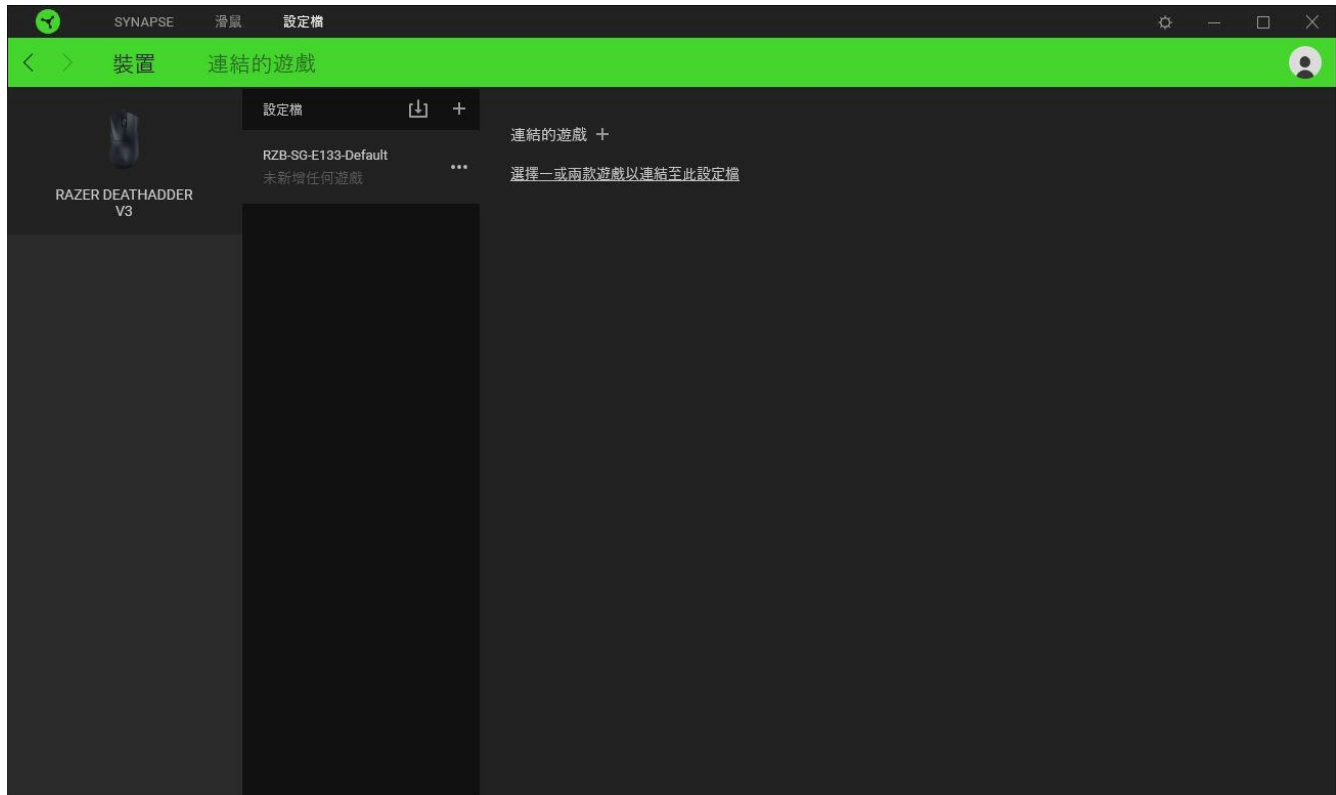 SYNAPSE 滑鼠 設定檔
裝置 連結的遊戲
RAZER DEATHADDER
V3
設定檔
RZB-SG-E133-Default
未新增任何遊戲
連結的遊戲 +
選擇一或兩款遊戲以連結至此設定檔